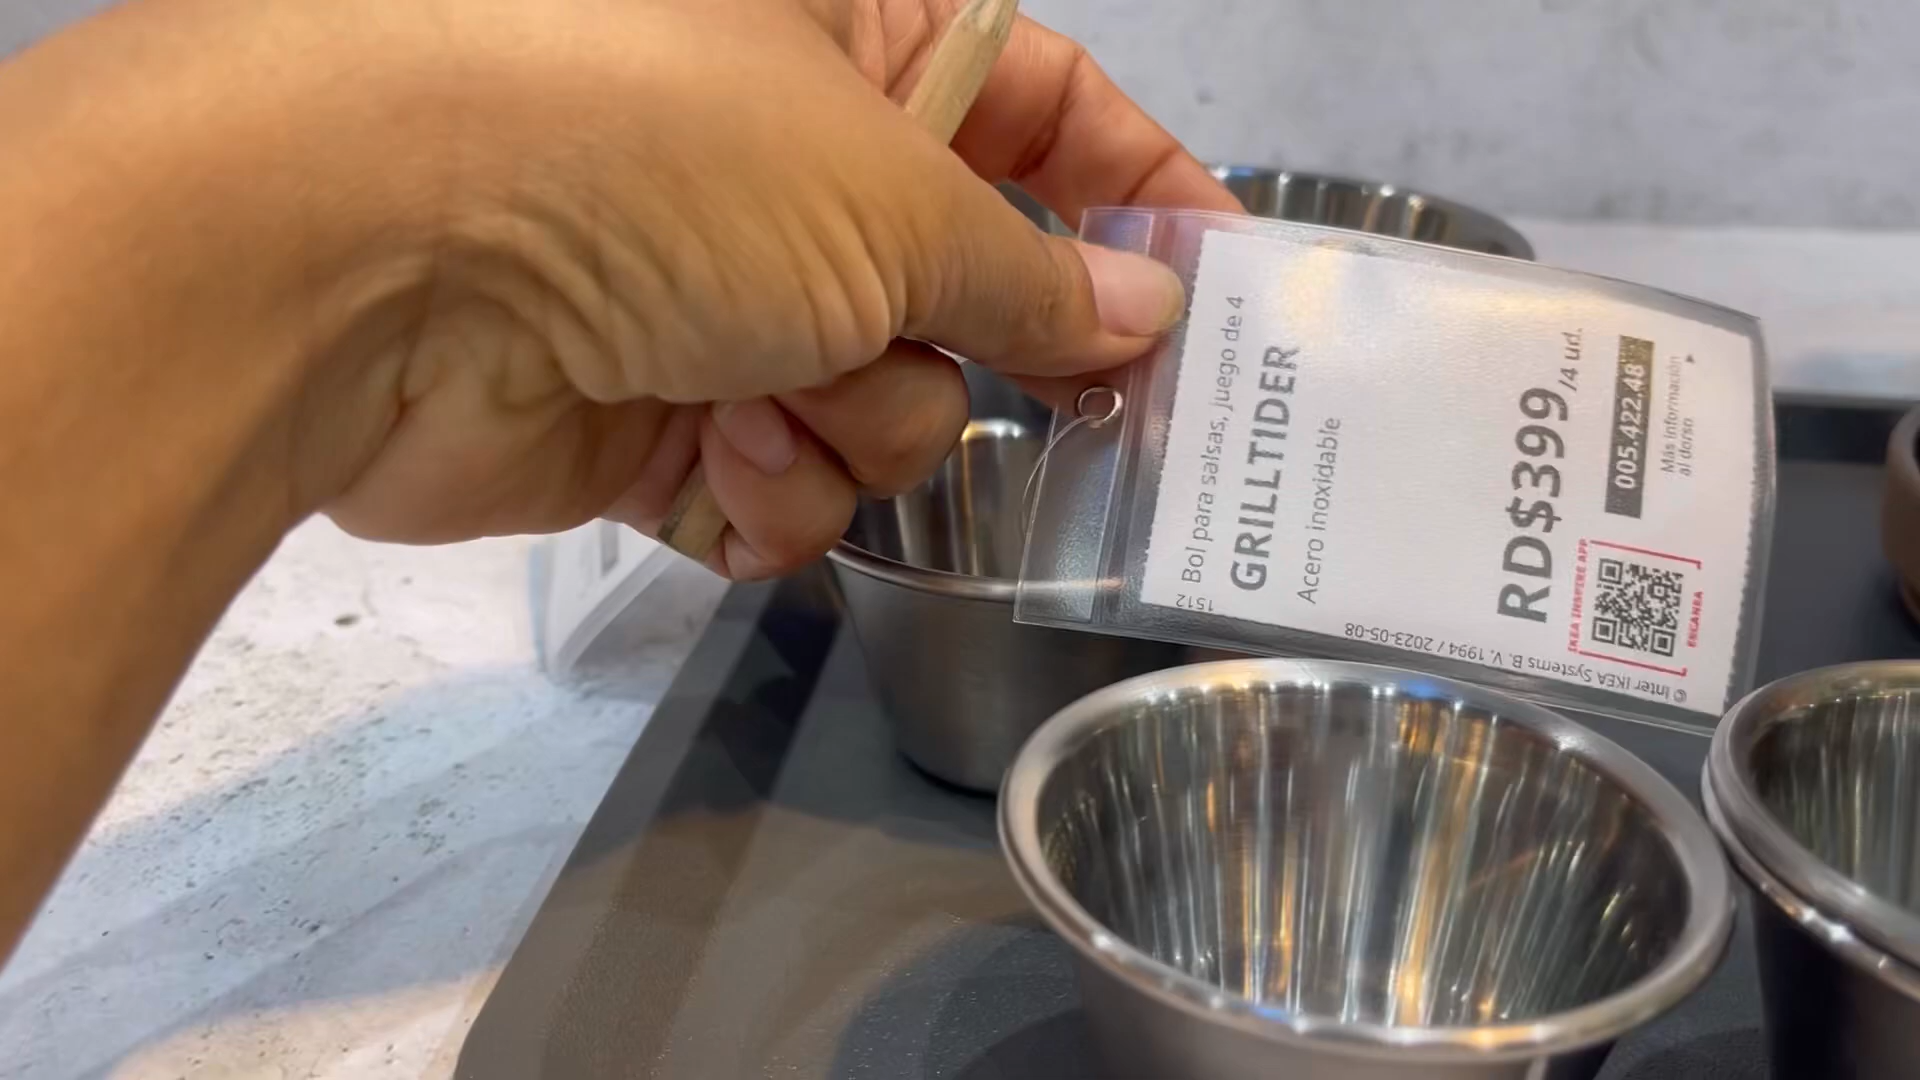 Bol para salsas, juego de 4
GRILLTIDER
Acero inoxidable
RD$399/4 ud.
005.422.48
Más información
al dorso
IKEA INSPIRE APP
ESCANEA
1512
© Inter IKEA Systems B. V. 1994 / 2023-05-08